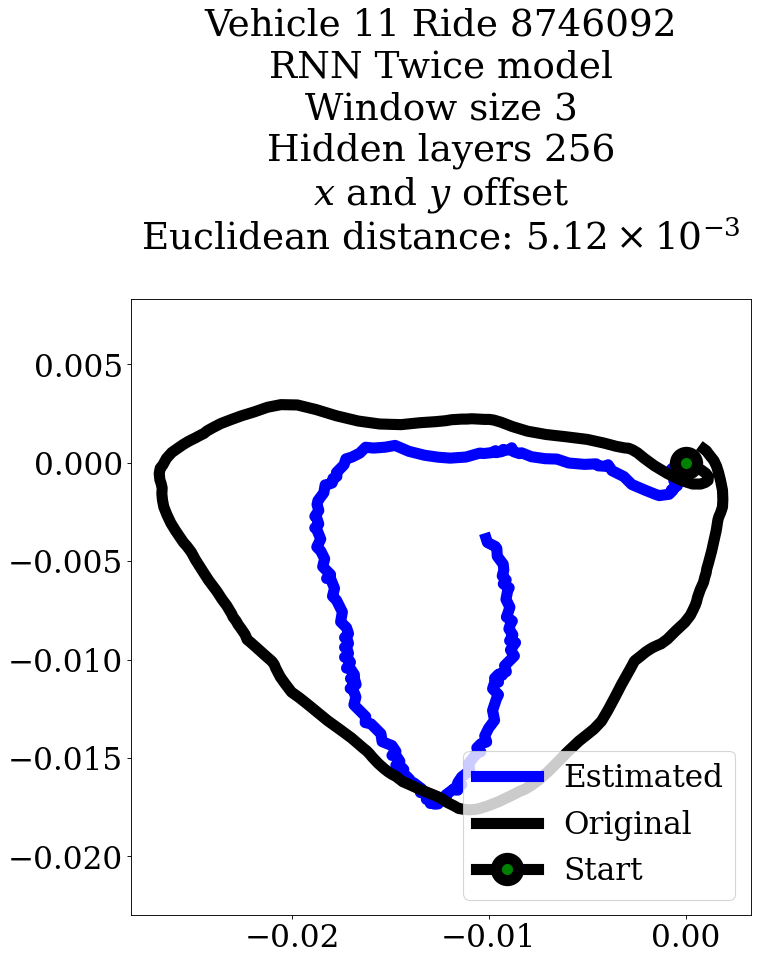 Vehicle 11 Ride 8746092
RNN Twice model
Window size 3
Hidden layers 256
x and y offset
Euclidean distance: 5.12 × 10⁻³
0.005
0.000
−0.005
−0.010
−0.015
−0.020
Estimated
Original
Start
−0.02 −0.01 0.00